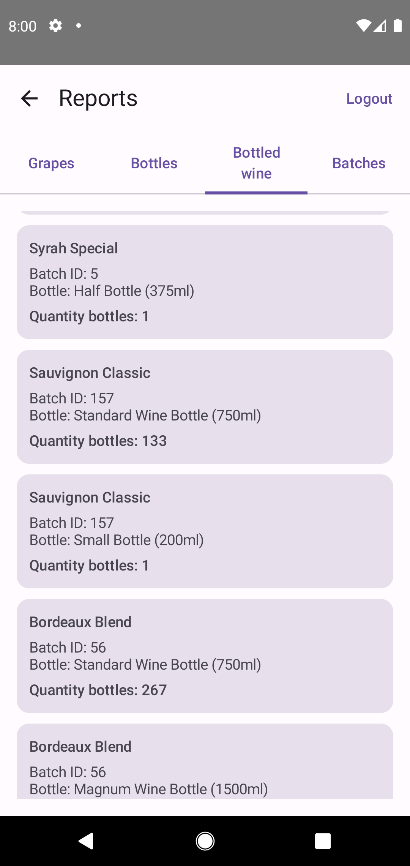 8:00
Reports
Logout
Grapes
Bottles
Bottled
wine
Batches
Syrah Special
Batch ID: 5
Bottle: Half Bottle (375ml)
Quantity bottles: 1
Sauvignon Classic
Batch ID: 157
Bottle: Standard Wine Bottle (750ml)
Quantity bottles: 133
Sauvignon Classic
Batch ID: 157
Bottle: Small Bottle (200ml)
Quantity bottles: 1
Bordeaux Blend
Batch ID: 56
Bottle: Standard Wine Bottle (750ml)
Quantity bottles: 267
Bordeaux Blend
Batch ID: 56
Bottle: Magnum Wine Bottle (1500ml)